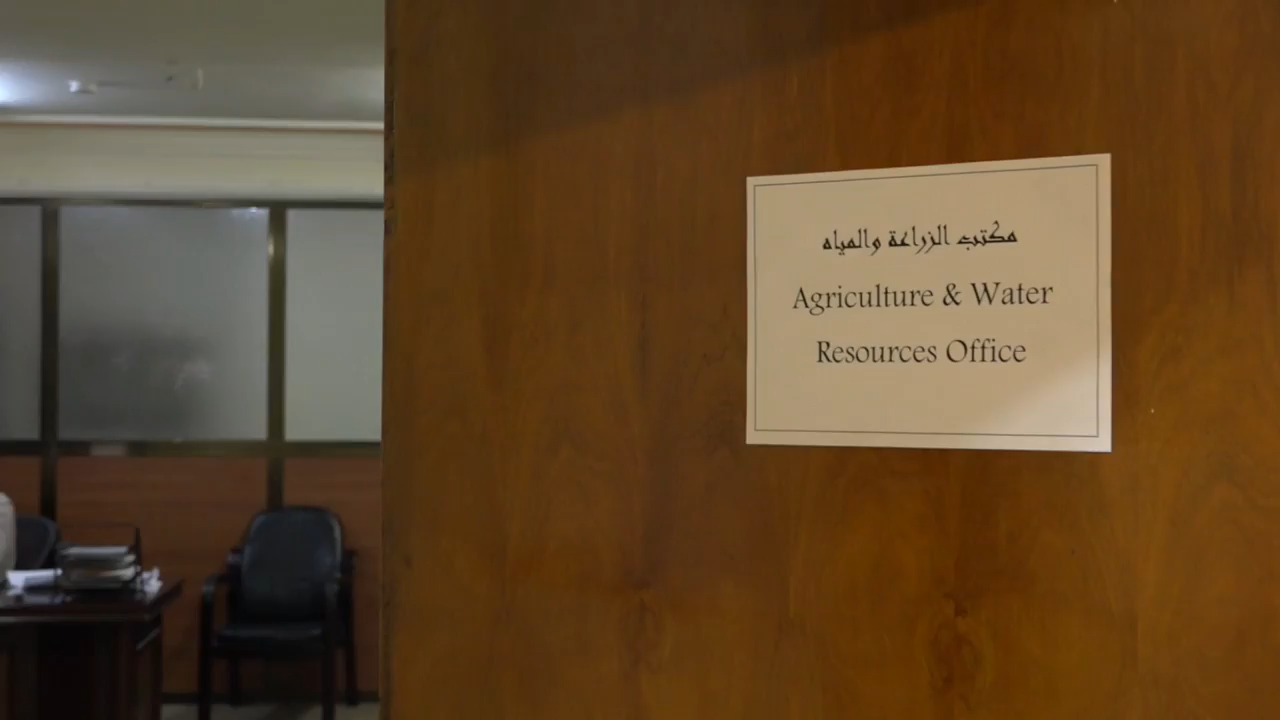 مكتب الزراعة والمياه
Agriculture & Water
Resources Office